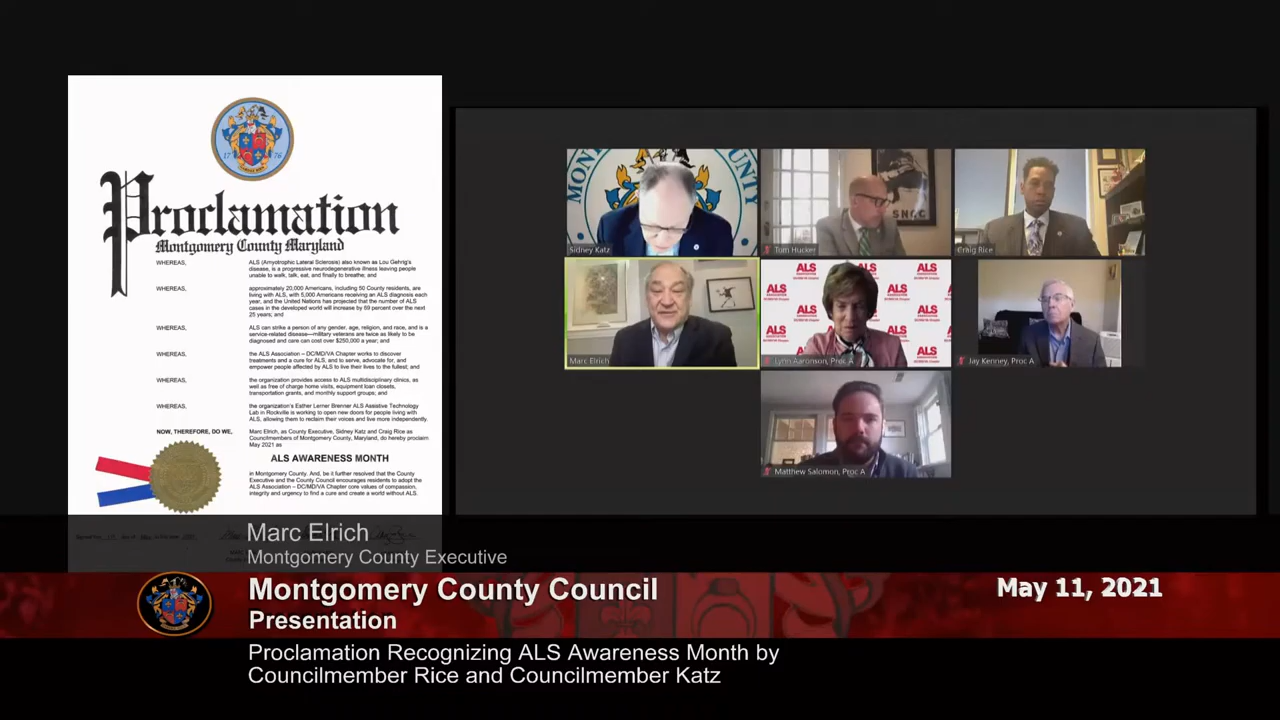 17 76
Proclamation
Montgomery County Maryland
WHEREAS, ALS (Amyotrophic Lateral Sclerosis) also known as Lou Gehrig's
disease, is a progressive neurodegenerative illness leaving people
unable to walk, talk, eat, and finally to breathe; and
WHEREAS, approximately 20,000 Americans, including 50 County residents, are
living with ALS, with 5,000 Americans receiving an ALS diagnosis each
year, and the United Nations has projected that the number of ALS
cases in the developed world will increase by 69 percent over the next
25 years; and
WHEREAS, ALS can strike a person of any gender, age, religion, and race, and is a
service-related disease—military veterans are twice as likely to be
diagnosed and care can cost over $250,000 a year; and
WHEREAS, the ALS Association – DC/MD/VA Chapter works to discover
treatments and a cure for ALS, and to serve, advocate for, and
empower people affected by ALS to live their lives to the fullest; and
WHEREAS, the organization provides access to ALS multidisciplinary clinics, as
well as free of charge home visits, equipment loan closets,
transportation grants, and monthly support groups; and
WHEREAS, the organization's Esther Lerner Brenner ALS Assistive Technology
Lab in Rockville is working to open new doors for people living with
ALS, allowing them to reclaim their voices and live more independently.
NOW, THEREFORE, DO WE, Marc Elrich, as County Executive, Sidney Katz and Craig Rice as
Councilmembers of Montgomery County, Maryland, do hereby proclaim
May 2021 as
ALS AWARENESS MONTH
in Montgomery County. And, be it further resolved that the County
Executive and the County Council encourages residents to adopt the
ALS Association – DC/MD/VA Chapter core values of compassion,
integrity and urgency to find a cure and create a world without ALS.
MONT COUNTY
Sidney Katz
SNCC
Tom Hucker
Craig Rice
Marc Elrich
ALS
ASSOCIATION
Lynn Aaronson, Proc A
Jay Kenney, Proc A
Matthew Salomon, Proc A
Marc Elrich
Montgomery County Executive
Montgomery County Council
May 11, 2021
Presentation
Proclamation Recognizing ALS Awareness Month by
Councilmember Rice and Councilmember Katz